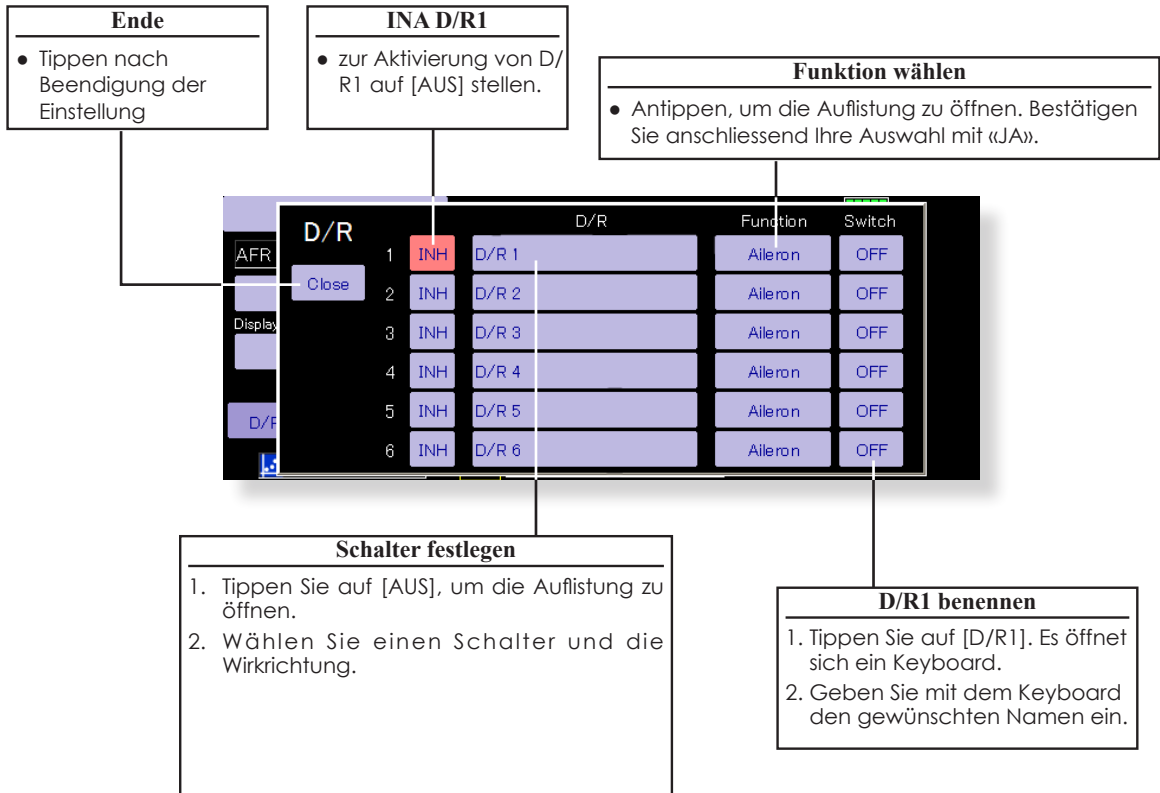 Ende
● Tippen nach
Beendigung der
Einstellung
INA D/R1
● zur Aktivierung von D/
R1 auf [AUS] stellen.
Funktion wählen
● Antippen, um die Auflistung zu öffnen. Bestätigen
Sie anschliessend Ihre Auswahl mit «JA».
D/R Function Switch
D/R
AFR 1 INH D/R 1 Aileron OFF
Close 2 INH D/R 2 Aileron OFF
Display 3 INH D/R 3 Aileron OFF
4 INH D/R 4 Aileron OFF
D/R 5 INH D/R 5 Aileron OFF
6 INH D/R 6 Aileron OFF
Schalter festlegen
1. Tippen Sie auf [AUS], um die Auflistung zu
öffnen.
2. Wählen Sie einen Schalter und die
Wirkrichtung.
D/R1 benennen
1. Tippen Sie auf [D/R1]. Es öffnet
sich ein Keyboard.
2. Geben Sie mit dem Keyboard
den gewünschten Namen ein.